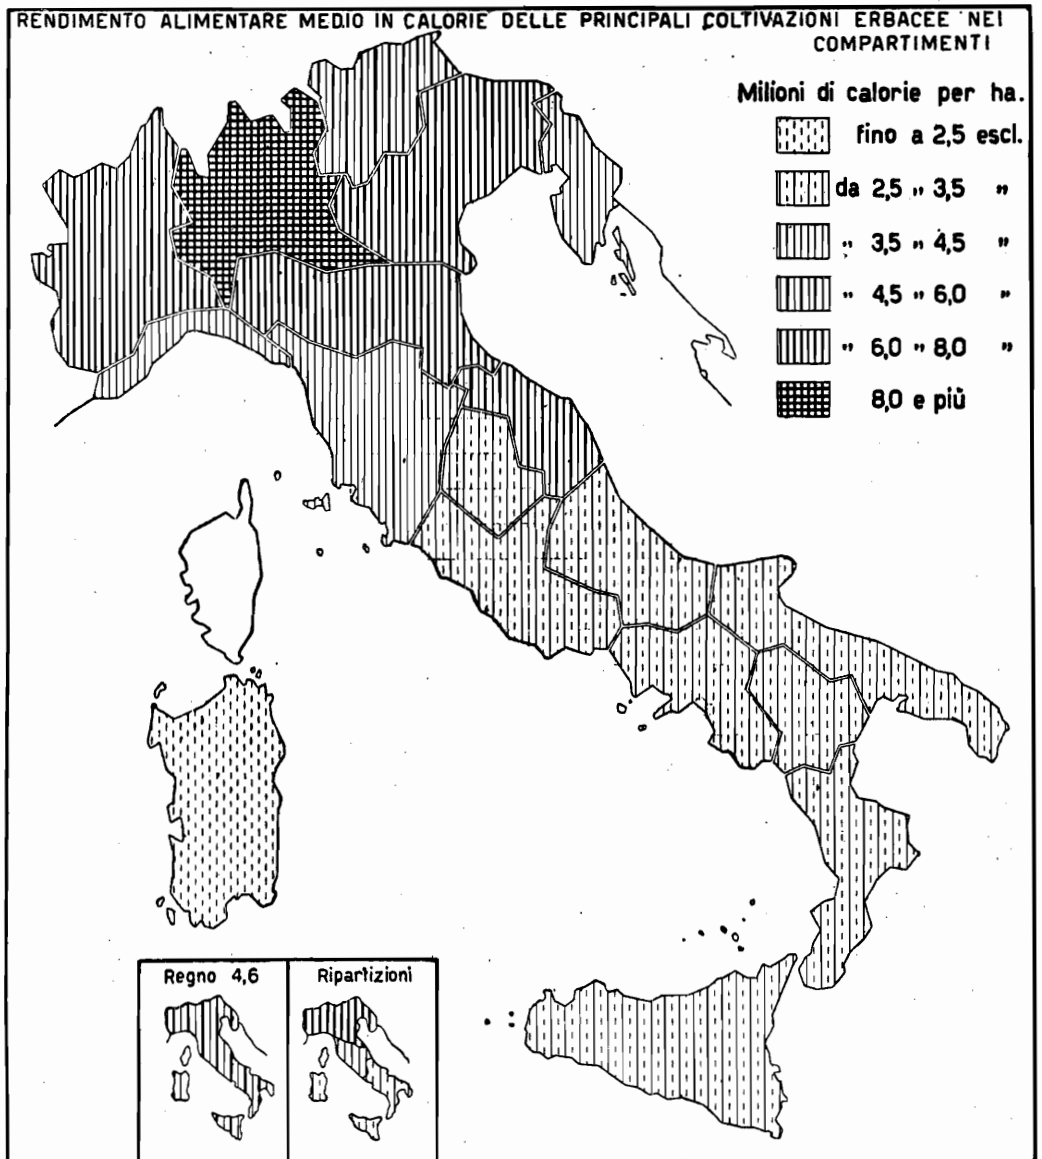 RENDIMENTO ALIMENTARE MEDIO IN CALORIE DELLE PRINCIPALI COLTIVAZIONI ERBACEE NEI
COMPARTIMENTI
Milioni di calorie per ha.
fino a 2,5 escl.
da 2,5 „ 3,5 „
„ 3,5 „ 4,5 „
„ 4,5 „ 6,0 „
„ 6,0 „ 8,0 „
8,0 e più
Regno 4,6
Ripartizioni